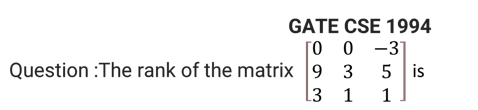 GATE CSE 1994
Question :The rank of the matrix [0 0 −3
9 3 5
3 1 1] is